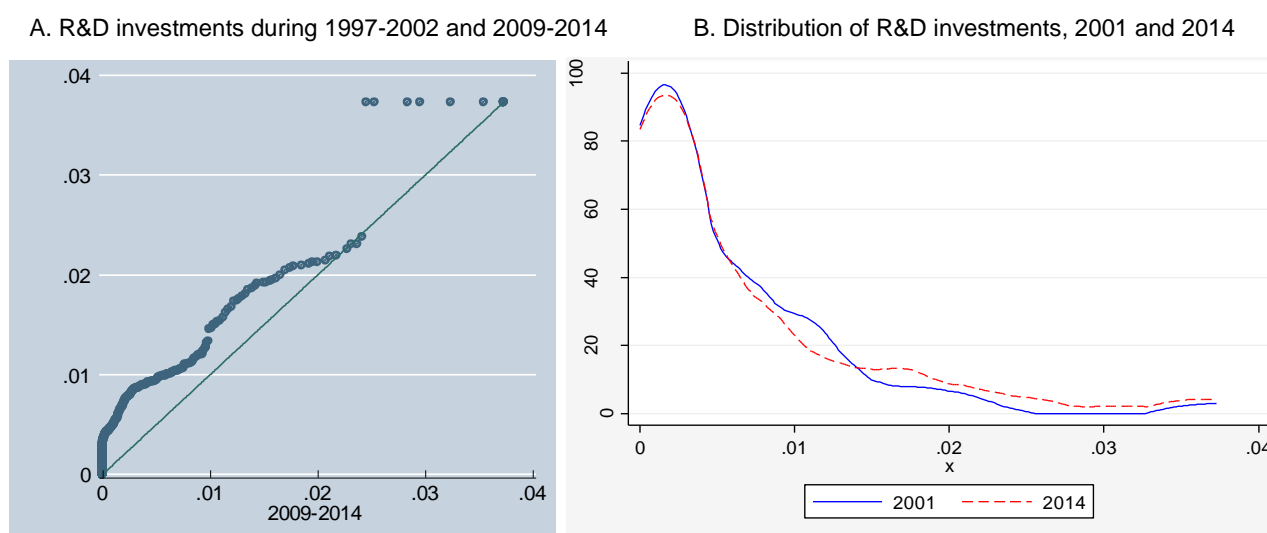 A. R&D investments during 1997-2002 and 2009-2014
.04
.03
.02
.01
0
0 .01 .02 .03 .04
2009-2014
B. Distribution of R&D investments, 2001 and 2014
100
80
60
40
20
0
0 .01 .02 .03 .04
x
2001 2014